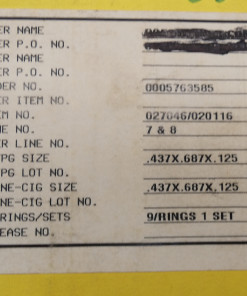 ER NAME
ER P.O. NO.
ER NAME
ER P.O. NO.
DER NO. 0005763585
ER ITEM NO.
EM NO. 027046/020116
NE NO. 7 & 8
ER LINE NO.
PG SIZE .437X.687X.125
PG LOT NO.
NE-CIG SIZE .437X.687X.125
NE-CIG LOT NO.
RINGS/SETS 9/RINGS 1 SET
EASE NO.